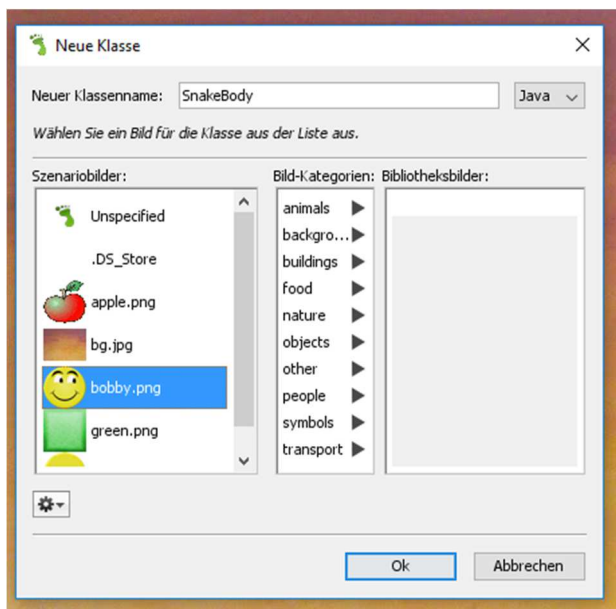 Neue Klasse
Neuer Klassenname: SnakeBody Java
Wählen Sie ein Bild für die Klasse aus der Liste aus.
Szenariobilder: Bild-Kategorien: Bibliotheksbilder:
Unspecified
.DS_Store
apple.png
bg.jpg
bobby.png
green.png
animals
backgro...
buildings
food
nature
objects
other
people
symbols
transport
Ok Abbrechen